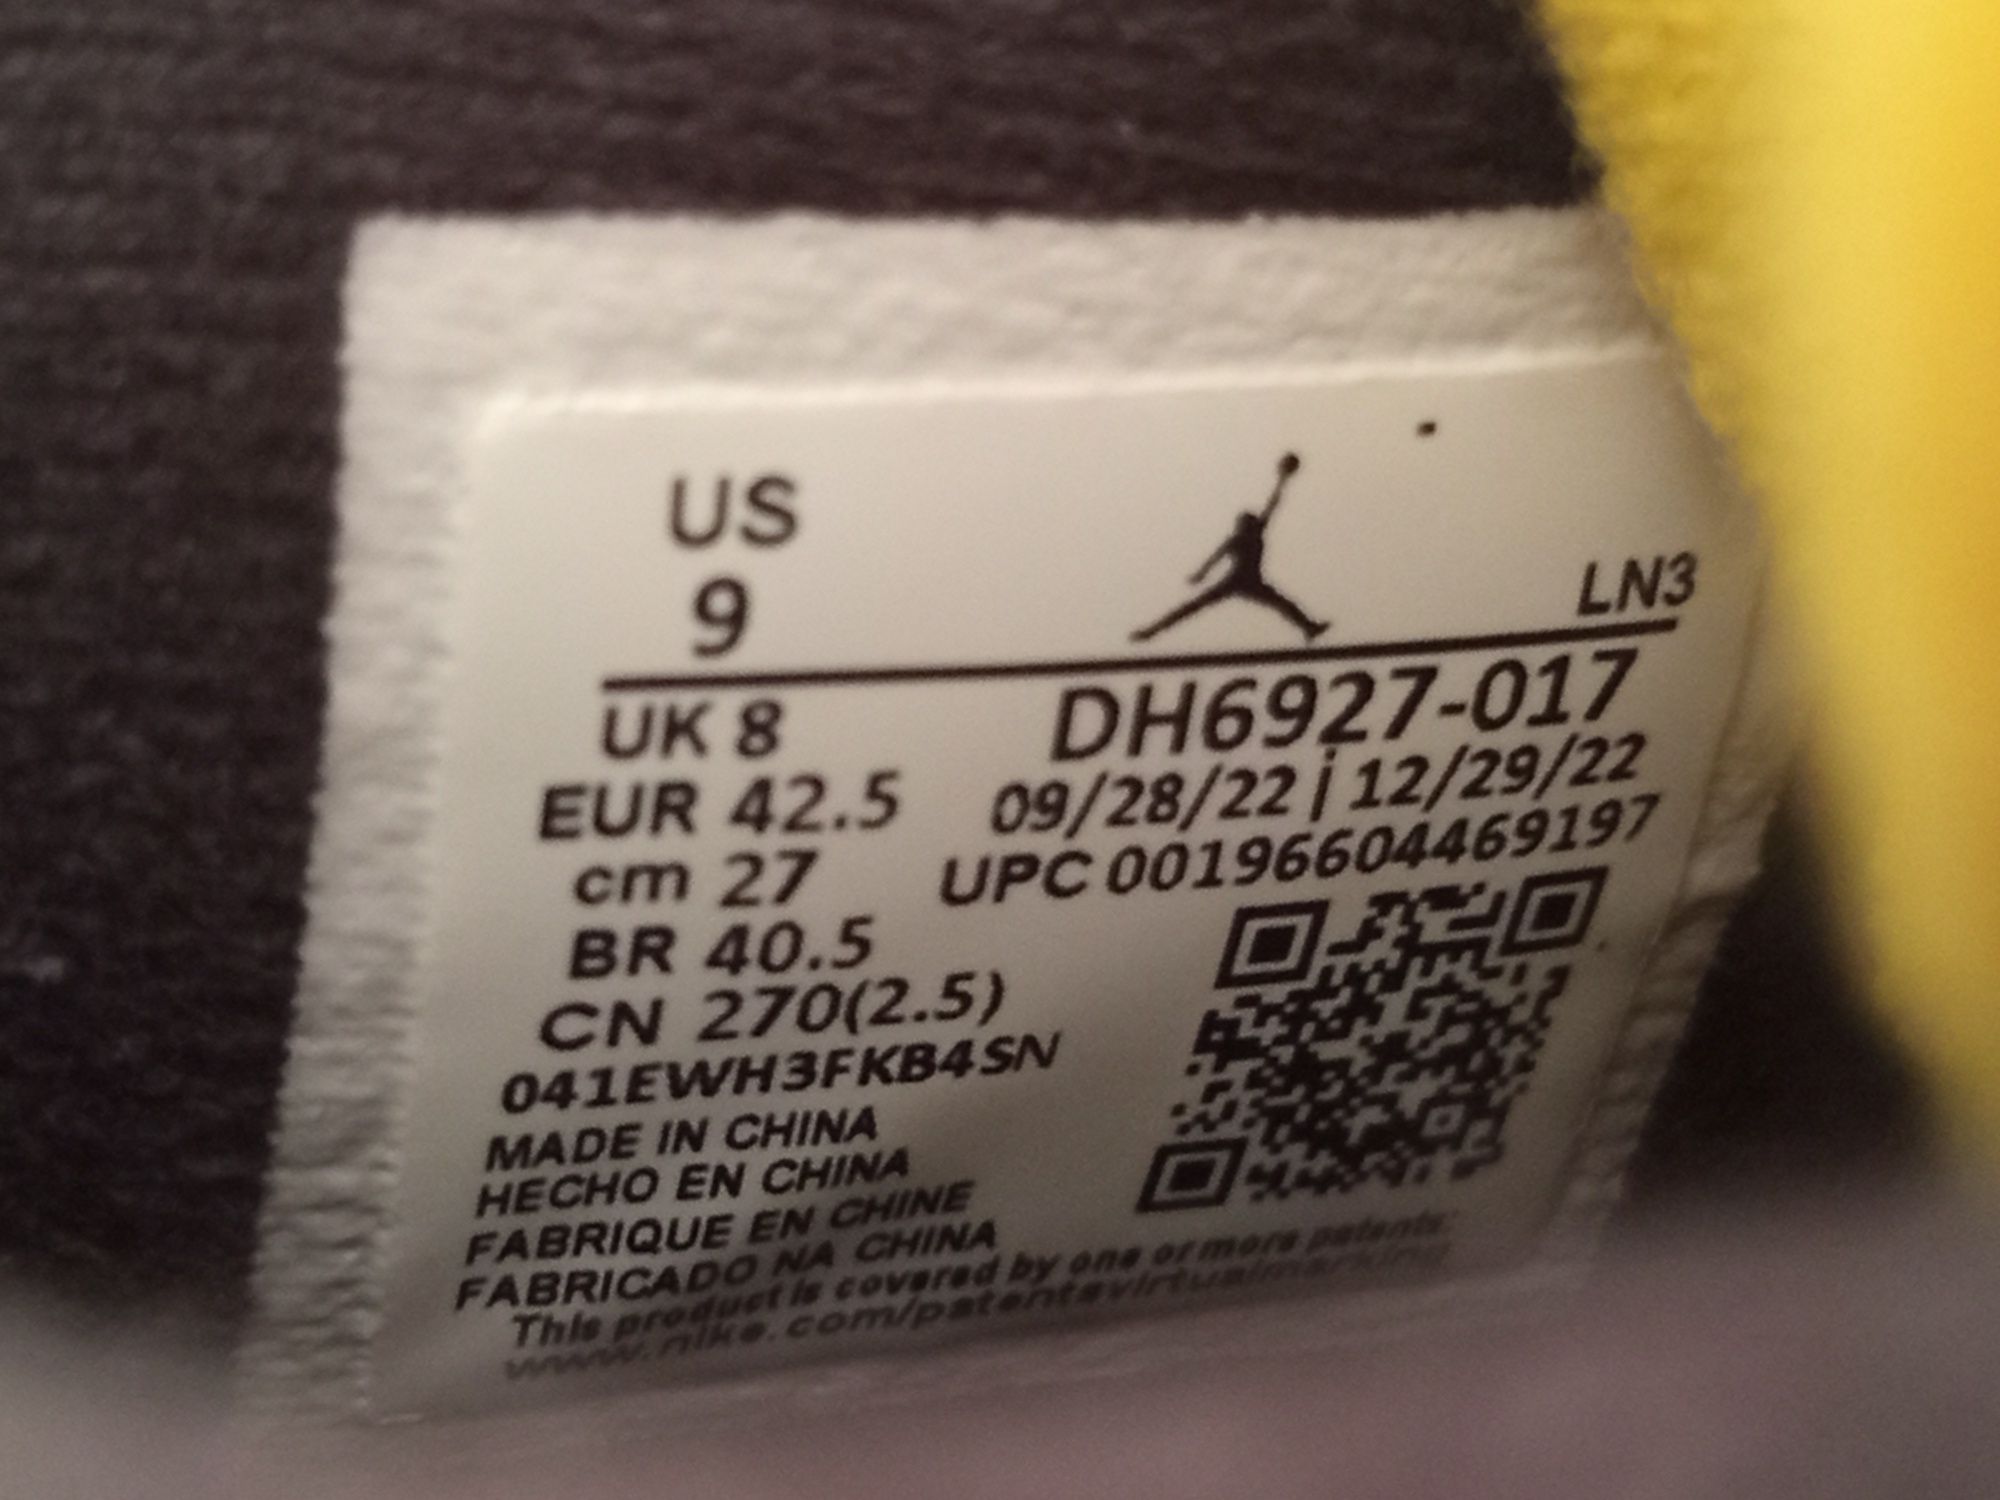 US
9
LN3
UK 8
DH6927-017
EUR 42.5
09/28/22 | 12/29/22
cm 27
UPC 00196604469197
BR 40.5
CN 270(2.5)
041EWH3FKB4SN
MADE IN CHINA
HECHO EN CHINA
FABRIQUE EN CHINE
FABRICADO NA CHINA
This product is covered by one or more patents:
www.nike.com/patentsvirtualmarking